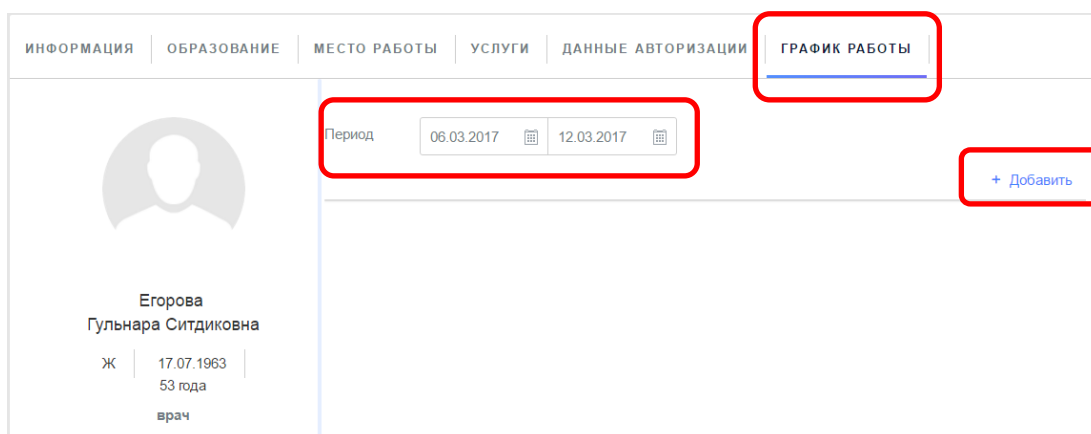 ИНФОРМАЦИЯ ОБРАЗОВАНИЕ МЕСТО РАБОТЫ УСЛУГИ ДАННЫЕ АВТОРИЗАЦИИ ГРАФИК РАБОТЫ
Период 06.03.2017 12.03.2017
+ Добавить
Егорова
Гульнара Ситдиковна
Ж 17.07.1963
53 года
врач